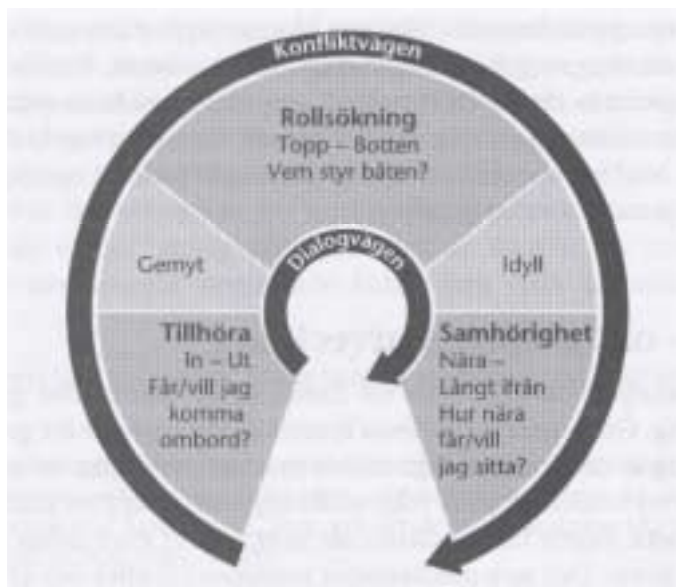 Konfliktvägen
Rollsökning
Topp – Botten
Vem styr båten?
Dialogvägen
Gemyt
Idyll
Tillhöra
In – Ut
Får/vill jag
komma
ombord?
Samhörighet
Nära –
Långt ifrån
Hur nära
får/vill
jag sitta?